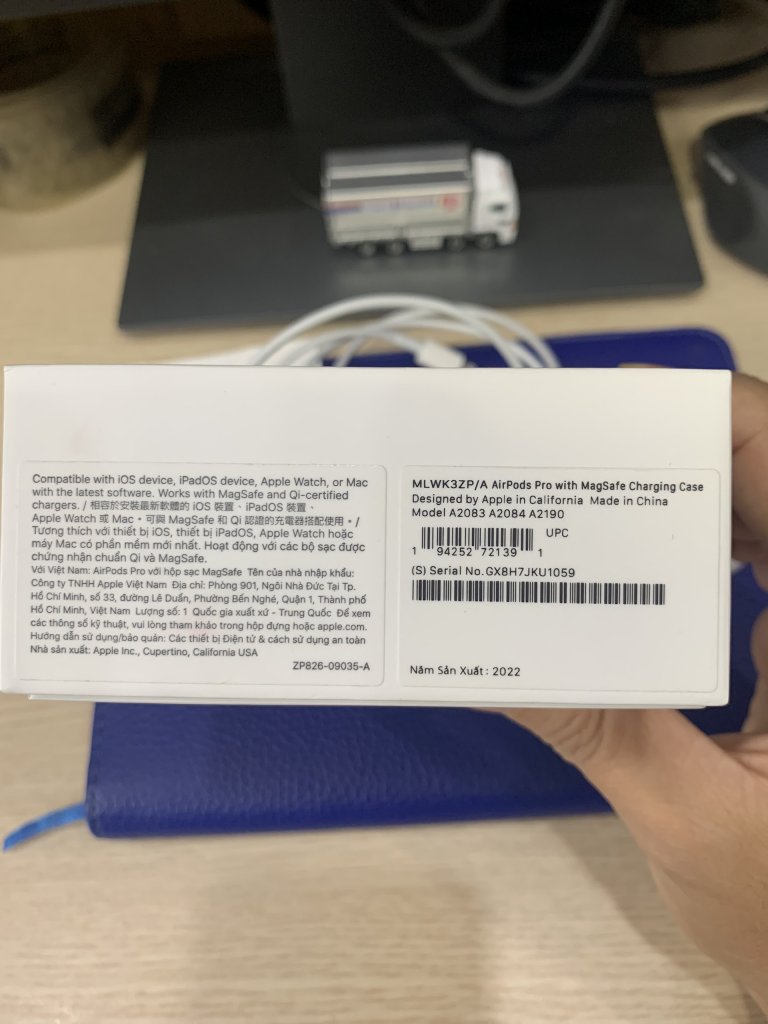 Compatible with iOS device, iPadOS device, Apple Watch, or Mac
with the latest software. Works with MagSafe and Qi-certified
chargers. / 相容於安裝最新軟體的 iOS 裝置、iPadOS 裝置、
Apple Watch 或 Mac。可與 MagSafe 和 Qi 認證的充電器搭配使用。/
Tương thích với thiết bị iOS, thiết bị iPadOS, Apple Watch hoặc
máy Mac có phần mềm mới nhất. Hoạt động với các bộ sạc được
chứng nhận chuẩn Qi và MagSafe.
Với Việt Nam: AirPods Pro với hộp sạc MagSafe Tên của nhà nhập khẩu:
Công ty TNHH Apple Việt Nam Địa chỉ: Phòng 901, Ngôi Nhà Đức Tại Tp.
Hồ Chí Minh, số 33, đường Lê Duẩn, Phường Bến Nghé, Quận 1, Thành phố
Hồ Chí Minh, Việt Nam Lượng số: 1 Quốc gia xuất xứ - Trung Quốc Để xem
các thông số kỹ thuật, vui lòng tham khảo trong hộp đựng hoặc apple.com.
Hướng dẫn sử dụng/bảo quản: Các thiết bị Điện tử & cách sử dụng an toàn
Nhà sản xuất: Apple Inc., Cupertino, California USA
ZP826-09035-A
MLWK3ZP/A AirPods Pro with MagSafe Charging Case
Designed by Apple in California Made in China
Model A2083 A2084 A2190
UPC
1 94252 72139 1
(S) Serial No.GX8H7JKU1059
Năm Sản Xuất: 2022